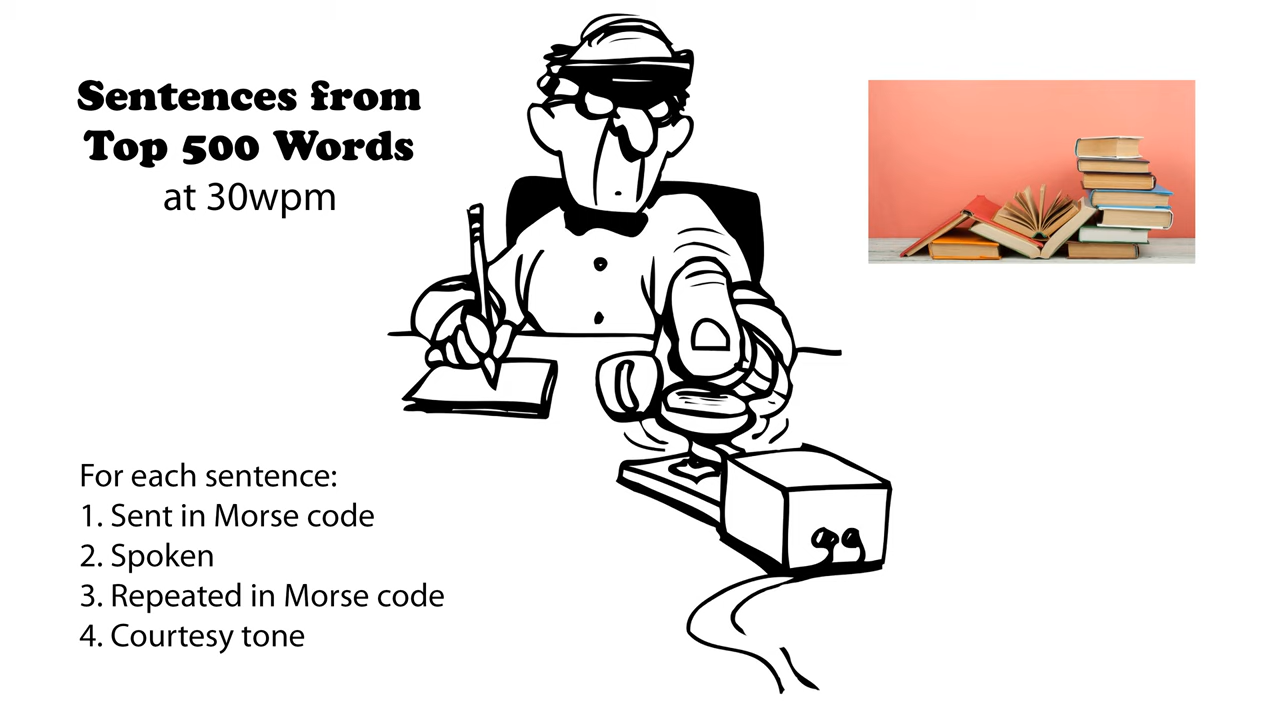 Sentences from
Top 500 Words
at 30wpm
For each sentence:
1. Sent in Morse code
2. Spoken
3. Repeated in Morse code
4. Courtesy tone